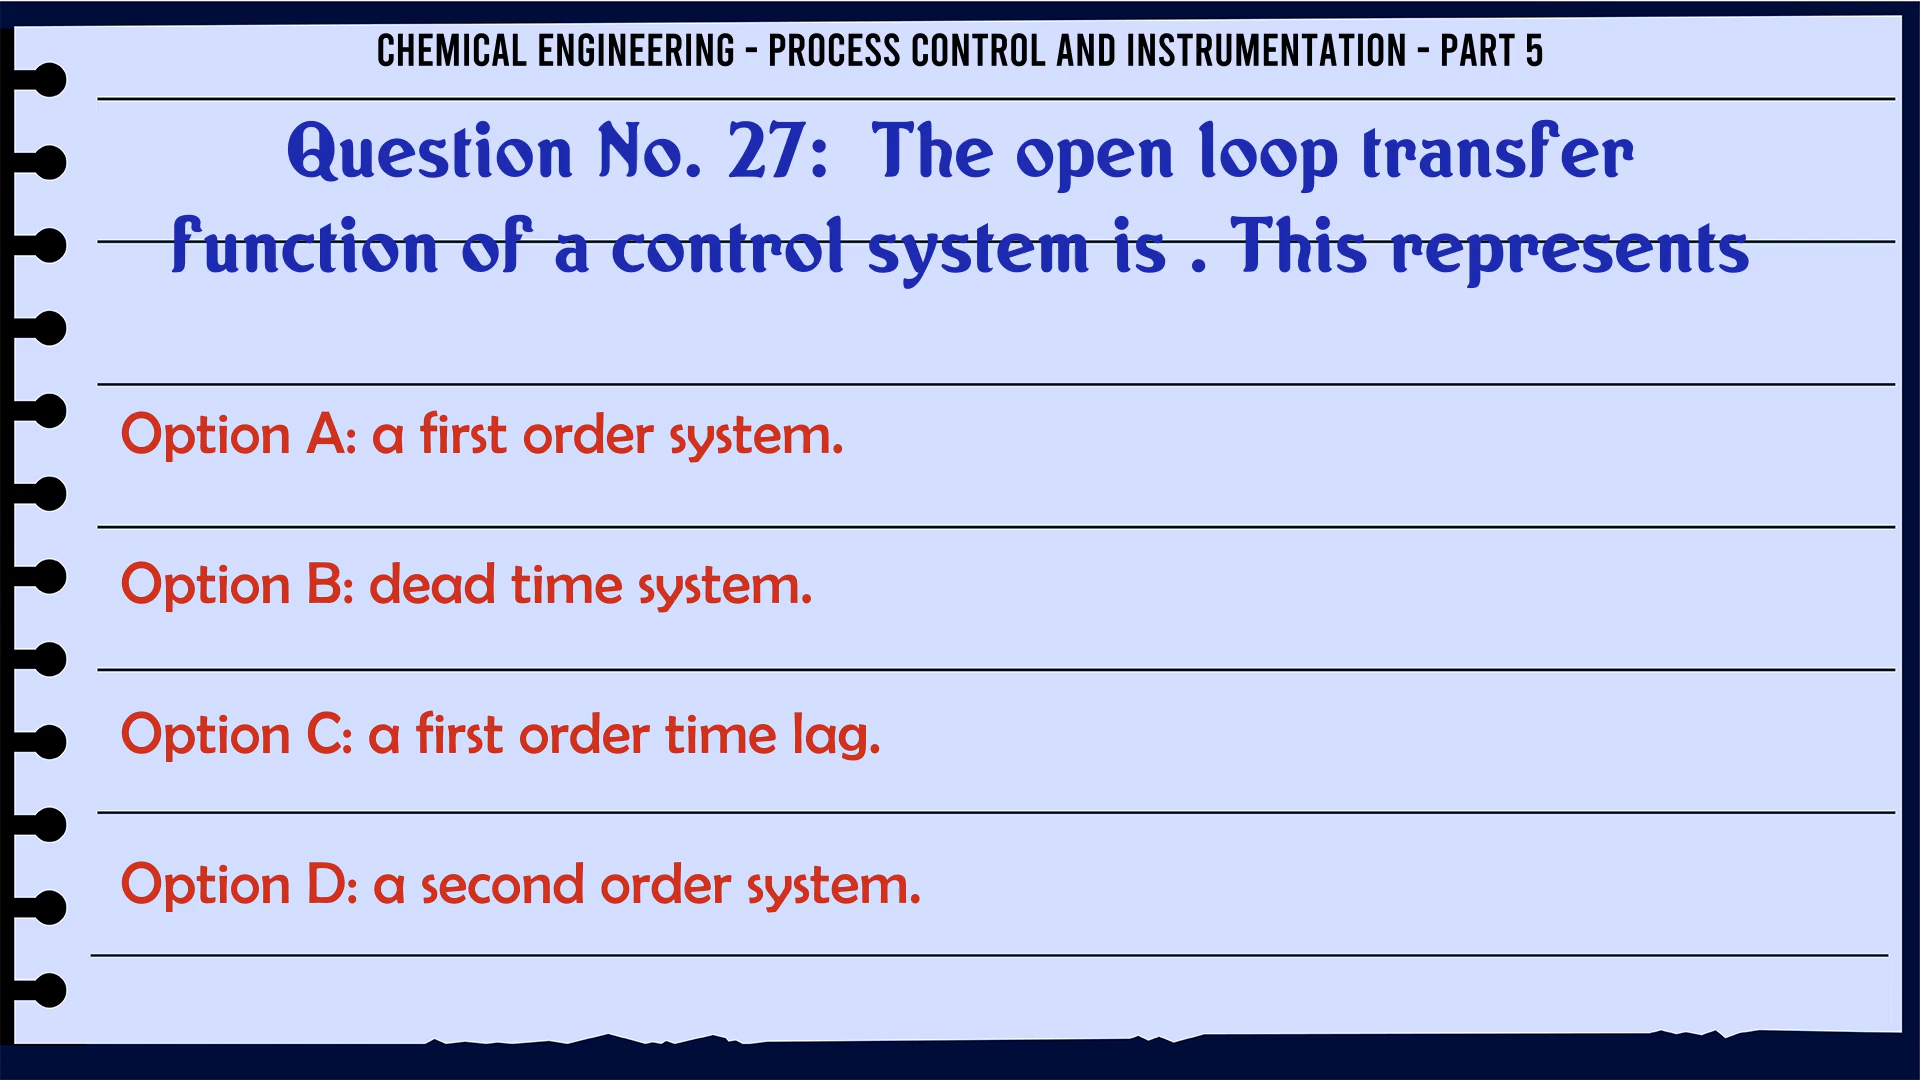 CHEMICAL ENGINEERING - PROCESS CONTROL AND INSTRUMENTATION - PART 5
Question No. 27: The open loop transfer
function of a control system is . This represents
Option A: a first order system.
Option B: dead time system.
Option C: a first order time lag.
Option D: a second order system.